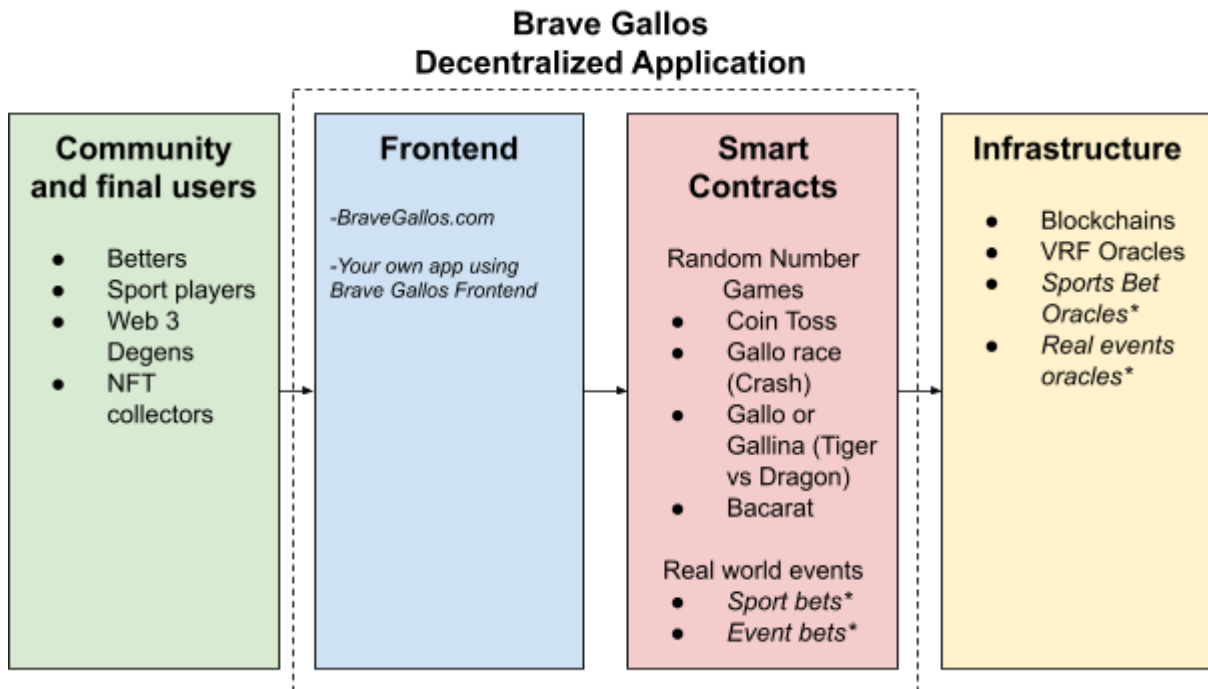 Brave Gallos
Decentralized Application
Community
and final users
● Betters
● Sport players
● Web 3
Degens
● NFT
collectors
Frontend
-BraveGallos.com
-Your own app using
Brave Gallos Frontend
Smart
Contracts
Random Number
Games
● Coin Toss
● Gallo race
(Crash)
● Gallo or
Gallina (Tiger
vs Dragon)
● Bacarat
Real world events
● Sport bets*
● Event bets*
Infrastructure
● Blockchains
● VRF Oracles
● Sports Bet
Oracles*
● Real events
oracles*